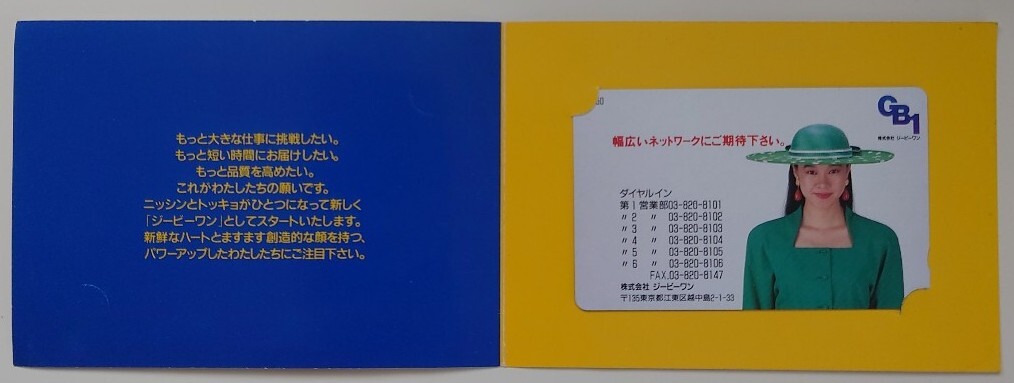 もっと大きな仕事に挑戦したい。
もっと短い時間にお届けしたい。
もっと品質を高めたい。
これがわたしたちの願いです。
ニッシンとトッキョがひとつになって新しく
「ジービーワン」としてスタートいたします。
新鮮なハートとますます創造的な顔を持つ、
パワーアップしたわたしたちにご注目下さい。
GB1
株式会社 ジービーワン
幅広いネットワークにご期待下さい。
ダイヤルイン
第1営業部03-820-8101
〃2 〃 03-820-8102
〃3 〃 03-820-8103
〃4 〃 03-820-8104
〃5 〃 03-820-8105
〃6 〃 03-820-8106
FAX.03-820-8147
株式会社 ジービーワン
〒135東京都江東区越中島2-1-33